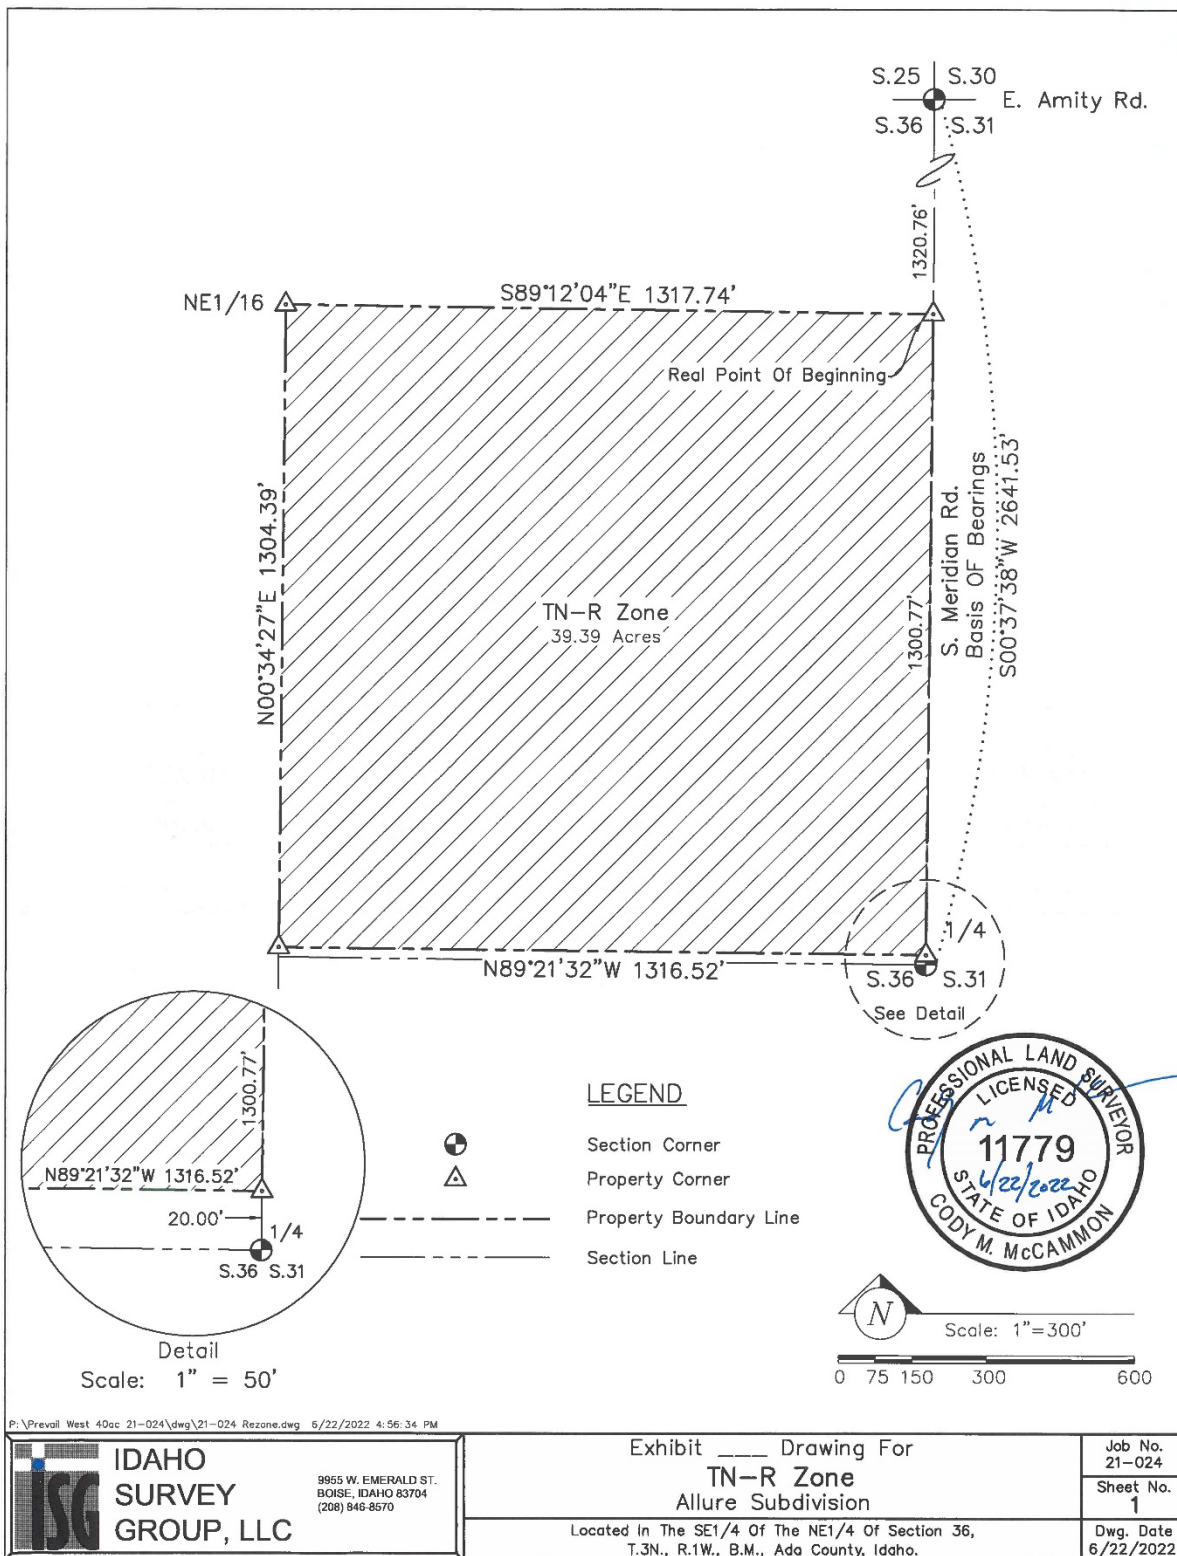 S.25 S.30
E. Amity Rd.
S.36 S.31
1320.76'
NE1/16
S89°12'04"E 1317.74'
Real Point Of Beginning
N00°34'27"E 1304.39'
TN-R Zone
39.39 Acres
1300.77'
S. Meridian Rd.
Basis OF Bearings
S00°37'38"W 2641.53'
1/4
N89°21'32"W 1316.52'
S.36 S.31
See Detail
1300.77'
N89°21'32"W 1316.52'
20.00'
1/4
S.36 S.31
Detail
Scale: 1" = 50'
LEGEND
Section Corner
Property Corner
Property Boundary Line
Section Line
PROFESSIONAL LAND SURVEYOR
LICENSED
11779
6/22/2022
STATE OF IDAHO
CODY M. McCAMMON
N
Scale: 1"=300'
0 75 150 300 600
P:\Prevail West 40ac 21-024\dwg\21-024 Rezone.dwg 6/22/2022 4:56:34 PM
ISG
IDAHO
SURVEY
GROUP, LLC
9955 W. EMERALD ST.
BOISE, IDAHO 83704
(208) 846-8570
Exhibit ___ Drawing For
TN-R Zone
Allure Subdivision
Located In The SE1/4 Of The NE1/4 Of Section 36,
T.3N., R.1W., B.M., Ada County, Idaho.
Job No.
21-024
Sheet No.
1
Dwg. Date
6/22/2022